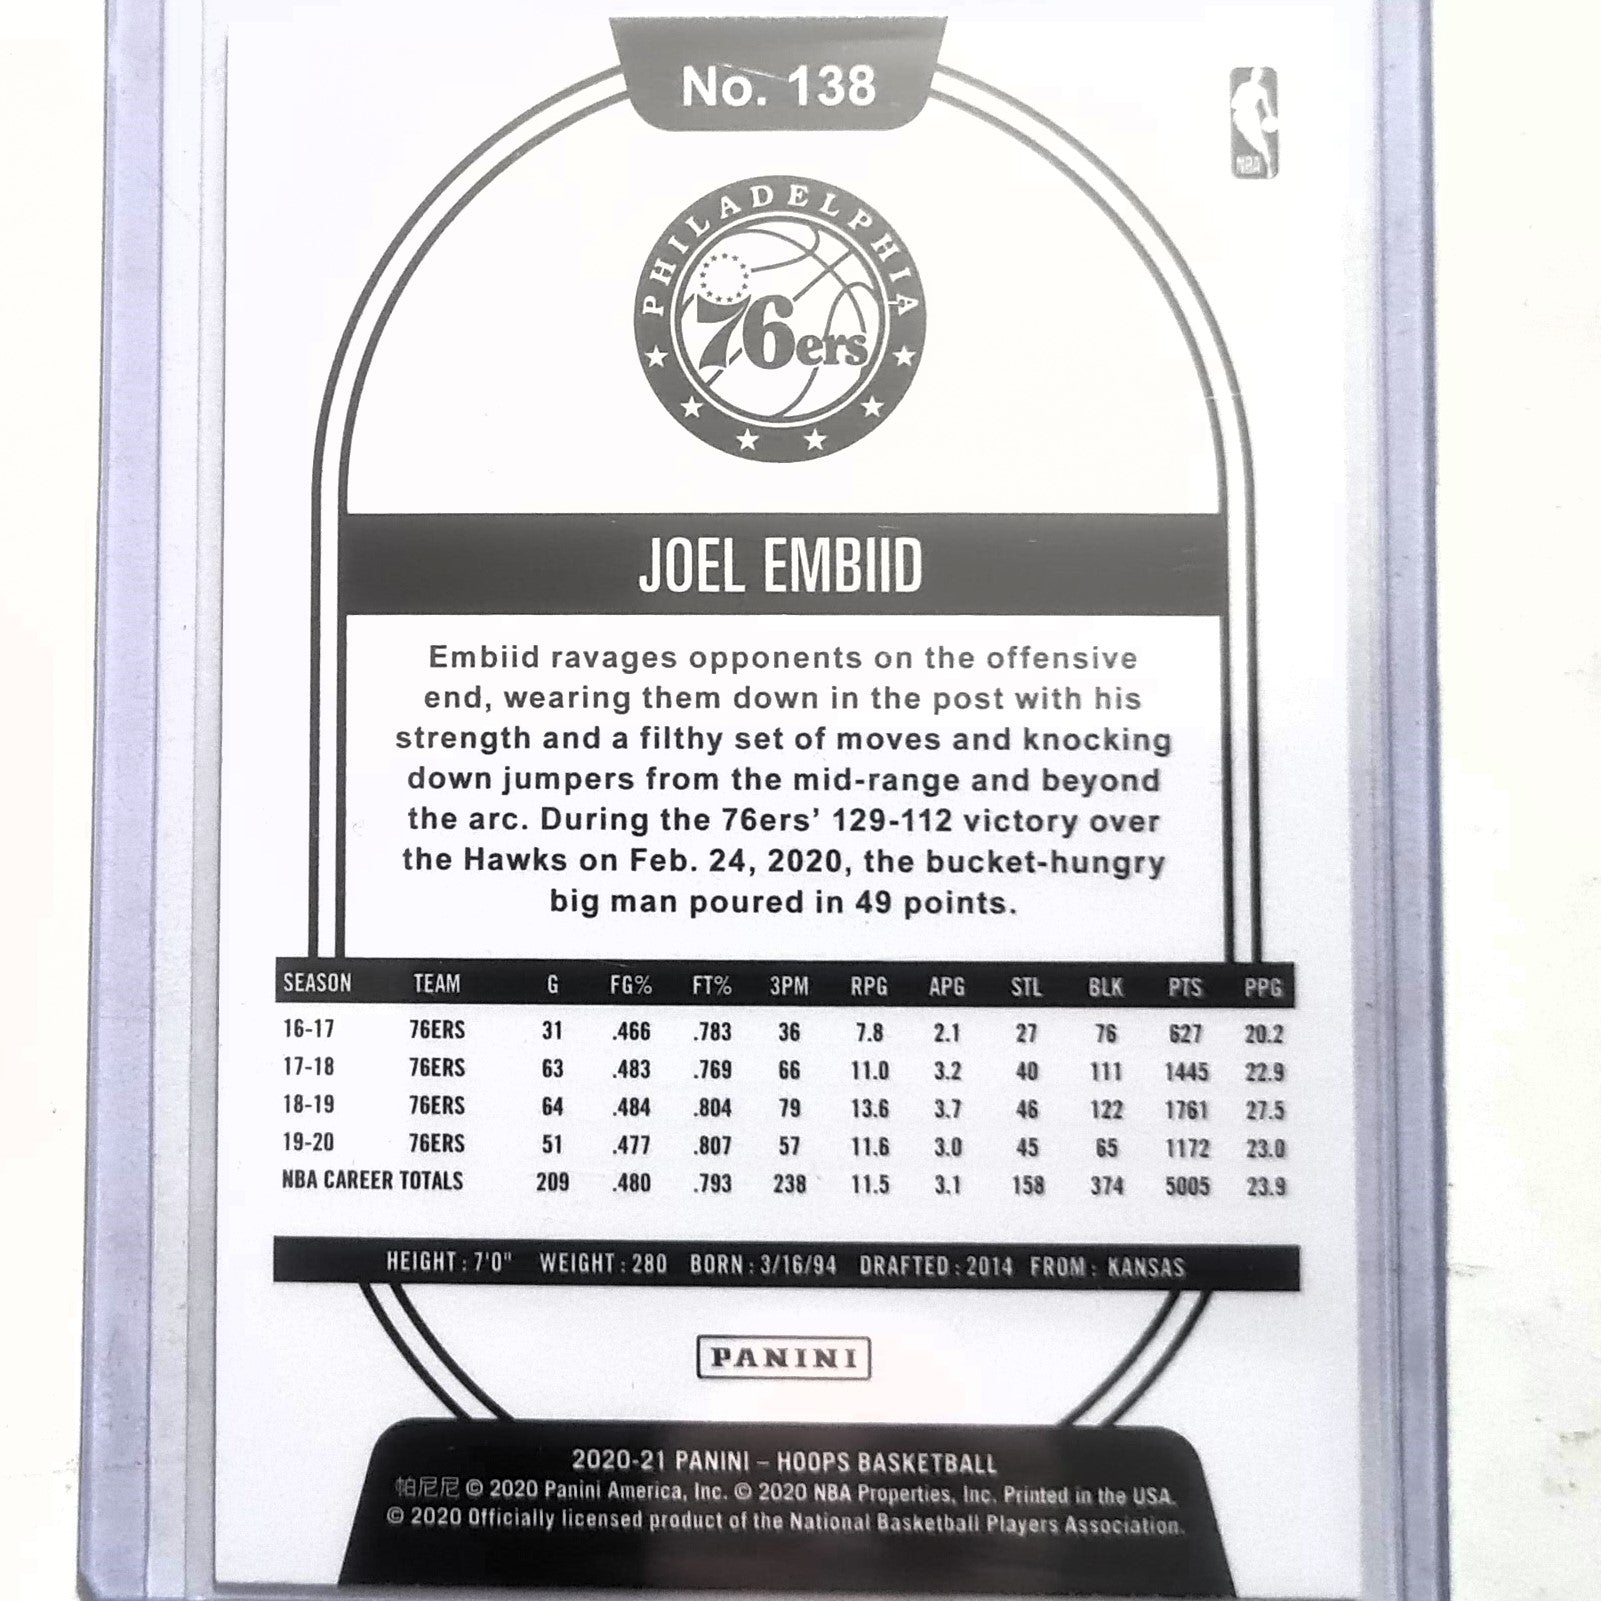 No. 138
NBA
PHILADELPHIA
76ers
JOEL EMBIID
Embiid ravages opponents on the offensive
end, wearing them down in the post with his
strength and a filthy set of moves and knocking
down jumpers from the mid-range and beyond
the arc. During the 76ers’ 129-112 victory over
the Hawks on Feb. 24, 2020, the bucket-hungry
big man poured in 49 points.
SEASON TEAM G FG% FT% 3PM RPG APG STL BLK PTS PPG
16-17 76ERS 31 .466 .783 36 7.8 2.1 27 76 627 20.2
17-18 76ERS 63 .483 .769 66 11.0 3.2 40 111 1445 22.9
18-19 76ERS 64 .484 .804 79 13.6 3.7 46 122 1761 27.5
19-20 76ERS 51 .477 .807 57 11.6 3.0 45 65 1172 23.0
NBA CAREER TOTALS 209 .480 .793 238 11.5 3.1 158 374 5005 23.9
HEIGHT: 7'0" WEIGHT: 280 BORN: 3/16/94 DRAFTED: 2014 FROM: KANSAS
PANINI
2020-21 PANINI – HOOPS BASKETBALL
帕尼尼 © 2020 Panini America, Inc. © 2020 NBA Properties, Inc. Printed in the USA.
© 2020 Officially licensed product of the National Basketball Players Association.